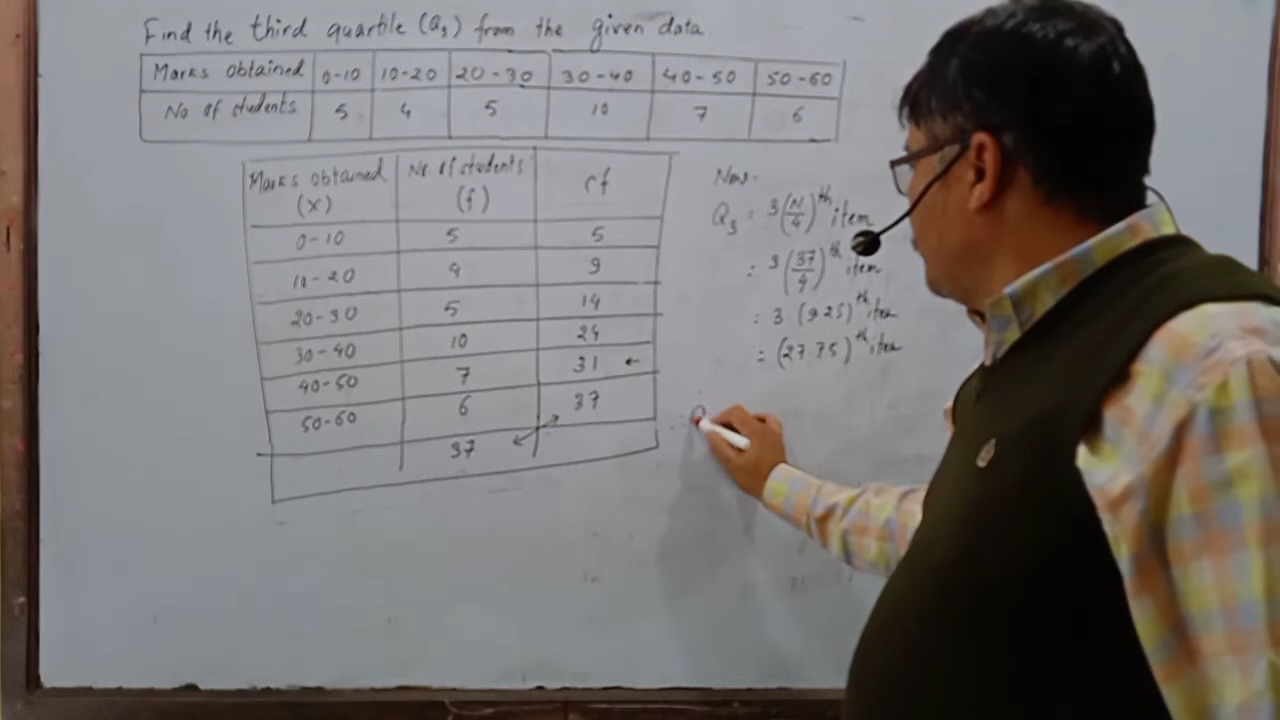 Find the third quartile (Q3) from the given data.
Marks obtained 0-10 10-20 20-30 30-40 40-50 50-60
No of students 5 4 5 10 7 6
Marks obtained (x) No. of students (f) cf
0-10 5 5
10-20 4 9
20-30 5 14
30-40 10 24
40-50 7 31 ←
50-60 6 37
37
Now.
Q3 = 3(N/4)th item
= 3(37/4)th item
= 3 (9.25)th item
= (27.75)th item